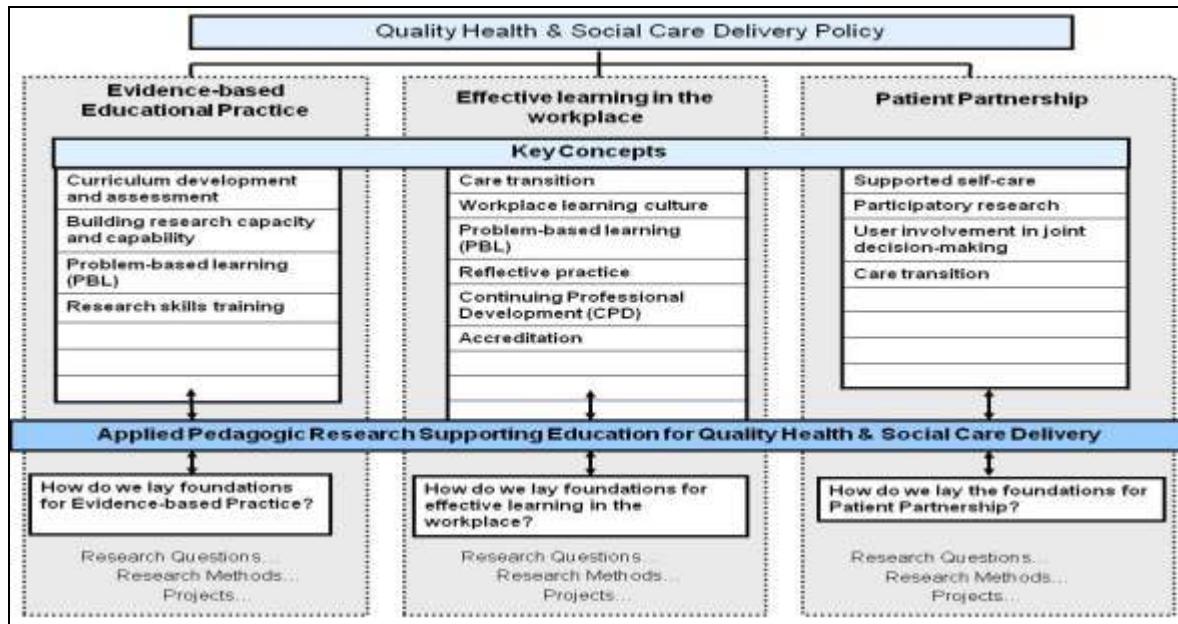 Quality Health & Social Care Delivery Policy
Evidence-based
Educational Practice
Effective learning in the
workplace
Patient Partnership
Key Concepts
Curriculum development
and assessment
Building research capacity
and capability
Problem-based learning
(PBL)
Research skills training
Care transition
Workplace learning culture
Problem-based learning
(PBL)
Reflective practice
Continuing Professional
Development (CPD)
Accreditation
Supported self-care
Participatory research
User involvement in joint
decision-making
Care transition
Applied Pedagogic Research Supporting Education for Quality Health & Social Care Delivery
How do we lay foundations
for Evidence-based Practice?
Research Questions...
Research Methods...
Projects...
How do we lay foundations for
effective learning in the
workplace?
Research Questions...
Research Methods...
Projects...
How do we lay the foundations for
Patient Partnership?
Research Questions...
Research Methods...
Projects...